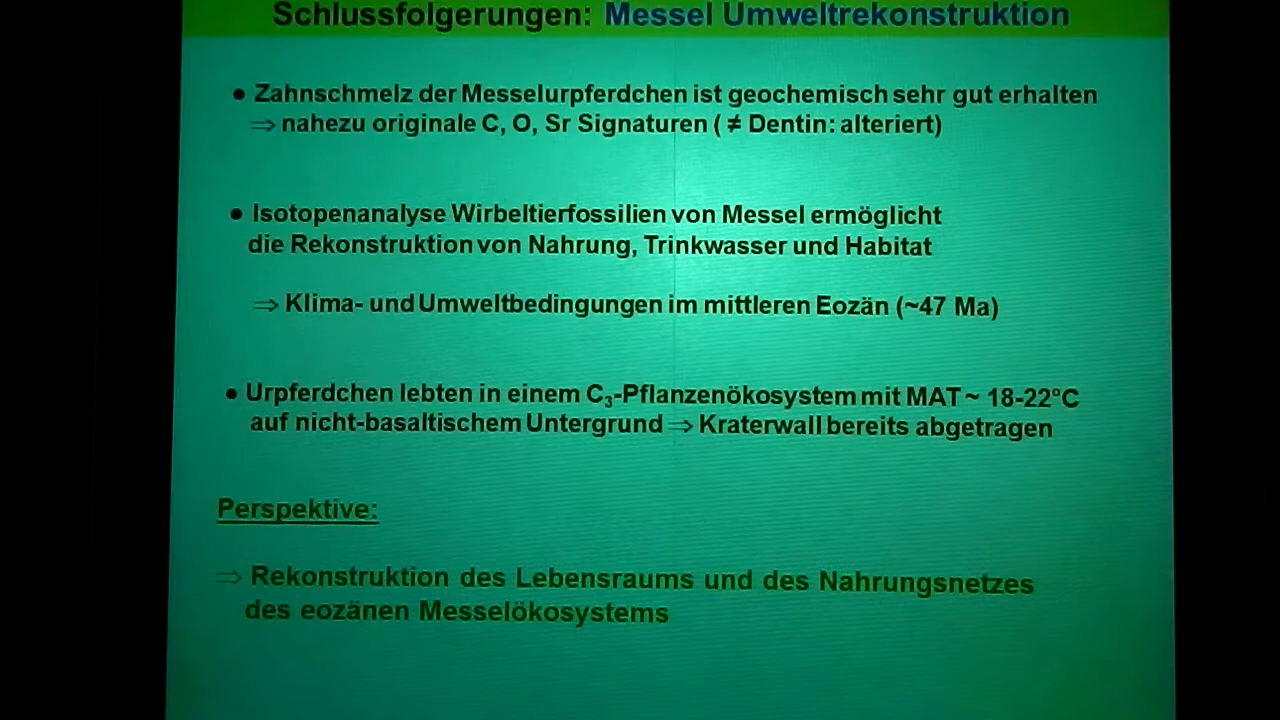 Schlussfolgerungen: Messel Umweltrekonstruktion
● Zahnschmelz der Messelurpferdchen ist geochemisch sehr gut erhalten
⇒ nahezu originale C, O, Sr Signaturen ( ≠ Dentin: alteriert)
● Isotopenanalyse Wirbeltierfossilien von Messel ermöglicht
die Rekonstruktion von Nahrung, Trinkwasser und Habitat
⇒ Klima- und Umweltbedingungen im mittleren Eozän (~47 Ma)
● Urpferdchen lebten in einem C₃-Pflanzenökosystem mit MAT ~ 18-22°C
auf nicht-basaltischem Untergrund ⇒ Kraterwall bereits abgetragen
Perspektive:
⇒ Rekonstruktion des Lebensraums und des Nahrungsnetzes
des eozänen Messelökosystems